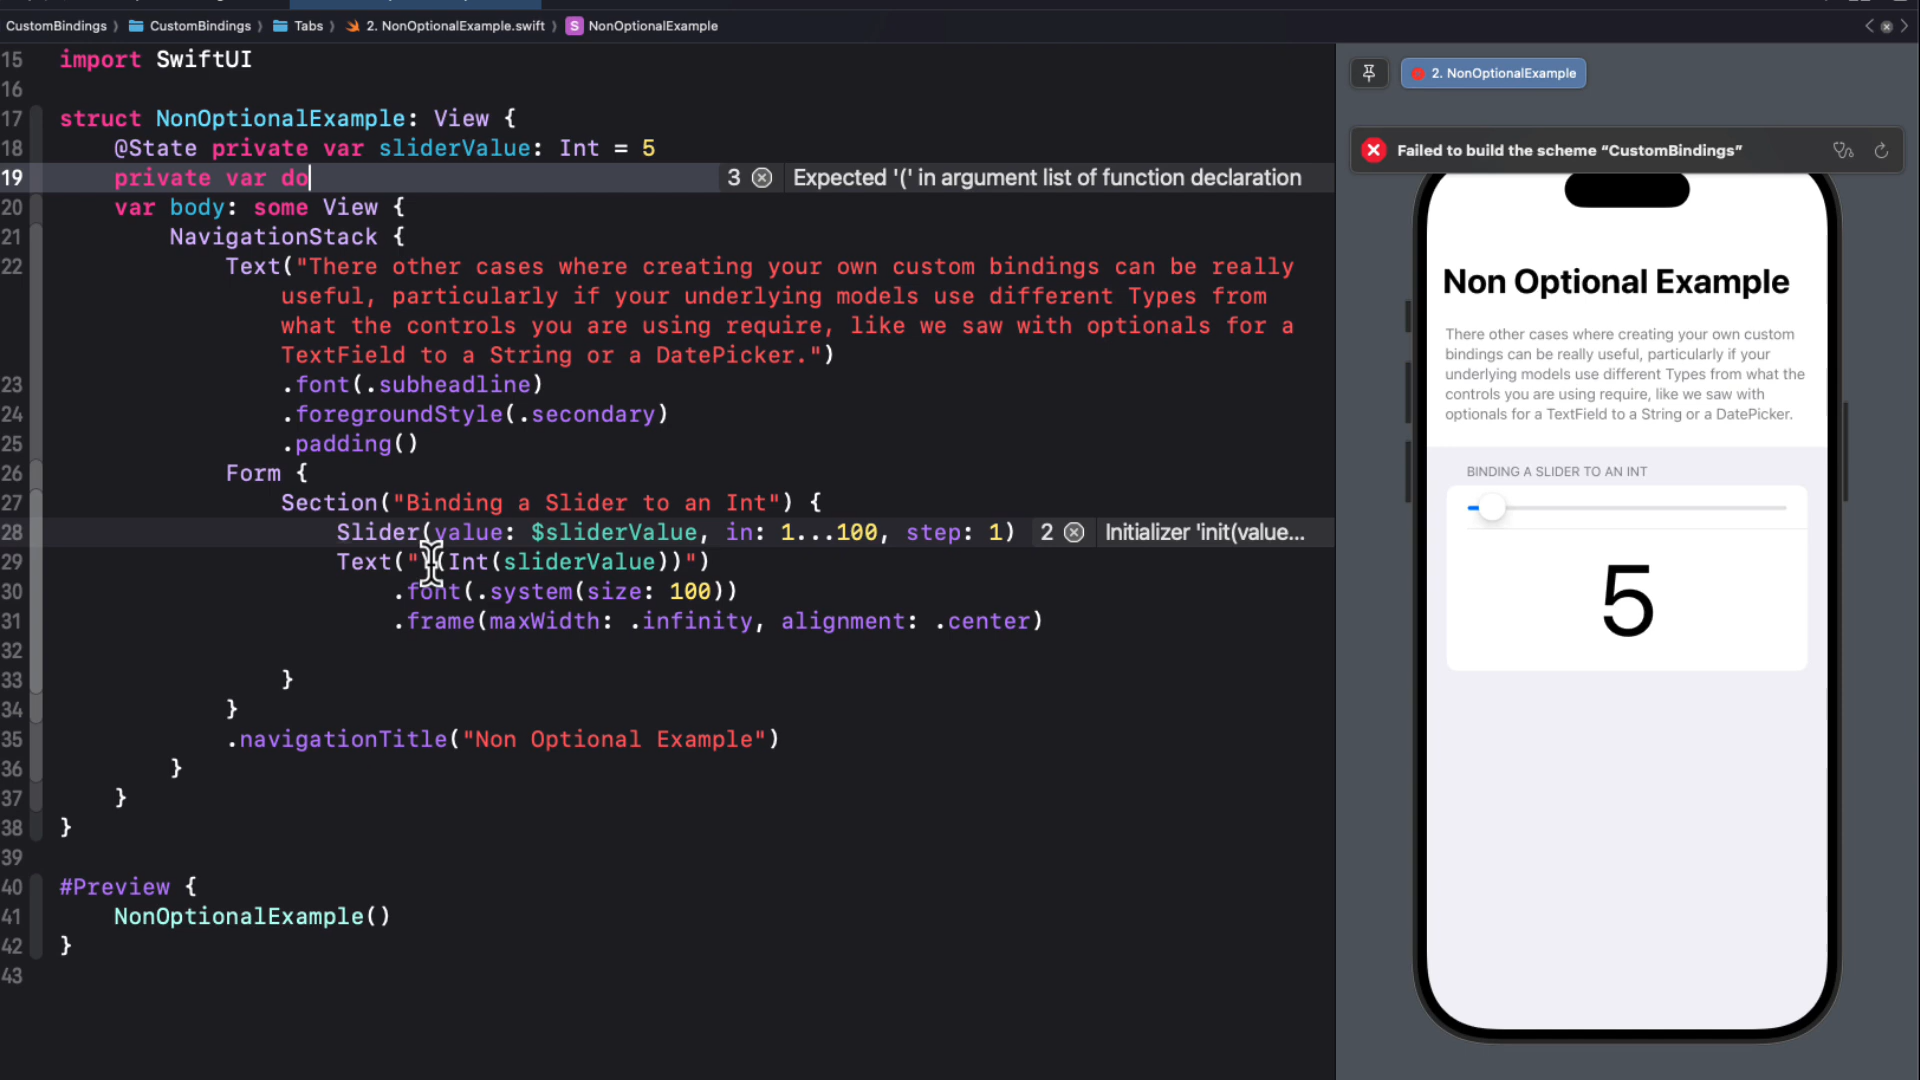 CustomBindings 〉 CustomBindings 〉 Tabs 〉 2. NonOptionalExample.swift 〉 S NonOptionalExample
15 import SwiftUI
16
17 struct NonOptionalExample: View {
18 @State private var sliderValue: Int = 5
19 private var do
3 Expected '(' in argument list of function declaration
20 var body: some View {
21 NavigationStack {
22 Text("There other cases where creating your own custom bindings can be really
useful, particularly if your underlying models use different Types from
what the controls you are using require, like we saw with optionals for a
TextField to a String or a DatePicker.")
23 .font(.subheadline)
24 .foregroundStyle(.secondary)
25 .padding()
26 Form {
27 Section("Binding a Slider to an Int") {
28 Slider(value: $sliderValue, in: 1...100, step: 1)
2 Initializer 'init(value...
29 Text("\(Int(sliderValue))")
30 .font(.system(size: 100))
31 .frame(maxWidth: .infinity, alignment: .center)
32
33 }
34 }
35 .navigationTitle("Non Optional Example")
36 }
37 }
38 }
39
40 #Preview {
41 NonOptionalExample()
42 }
43
2. NonOptionalExample
Failed to build the scheme “CustomBindings”
Non Optional Example
There other cases where creating your own custom
bindings can be really useful, particularly if your
underlying models use different Types from what the
controls you are using require, like we saw with
optionals for a TextField to a String or a DatePicker.
BINDING A SLIDER TO AN INT
5